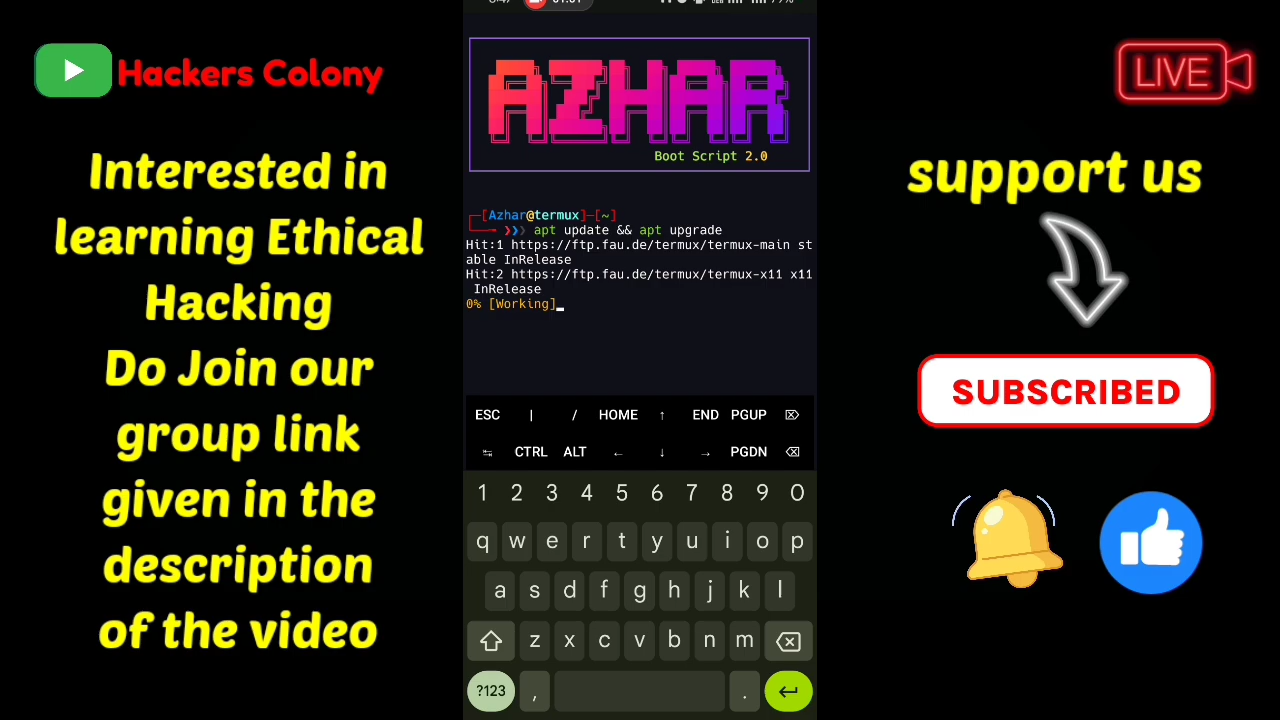 Hackers Colony
Interested in
learning Ethical
Hacking
Do Join our
group link
given in the
description
of the video
AZHAR
Boot Script 2.0
┌─[Azhar@termux]─[~]
└──╼ ❯❯❯ apt update && apt upgrade
Hit:1 https://ftp.fau.de/termux/termux-main st
able InRelease
Hit:2 https://ftp.fau.de/termux/termux-x11 x11
InRelease
0% [Working]
ESC | / HOME ↑ END PGUP ⌦
↹ CTRL ALT ← ↓ → PGDN ⌫
1 2 3 4 5 6 7 8 9 0
q w e r t y u i o p
a s d f g h j k l
z x c v b n m
?123 , .
LIVE
support us
SUBSCRIBED